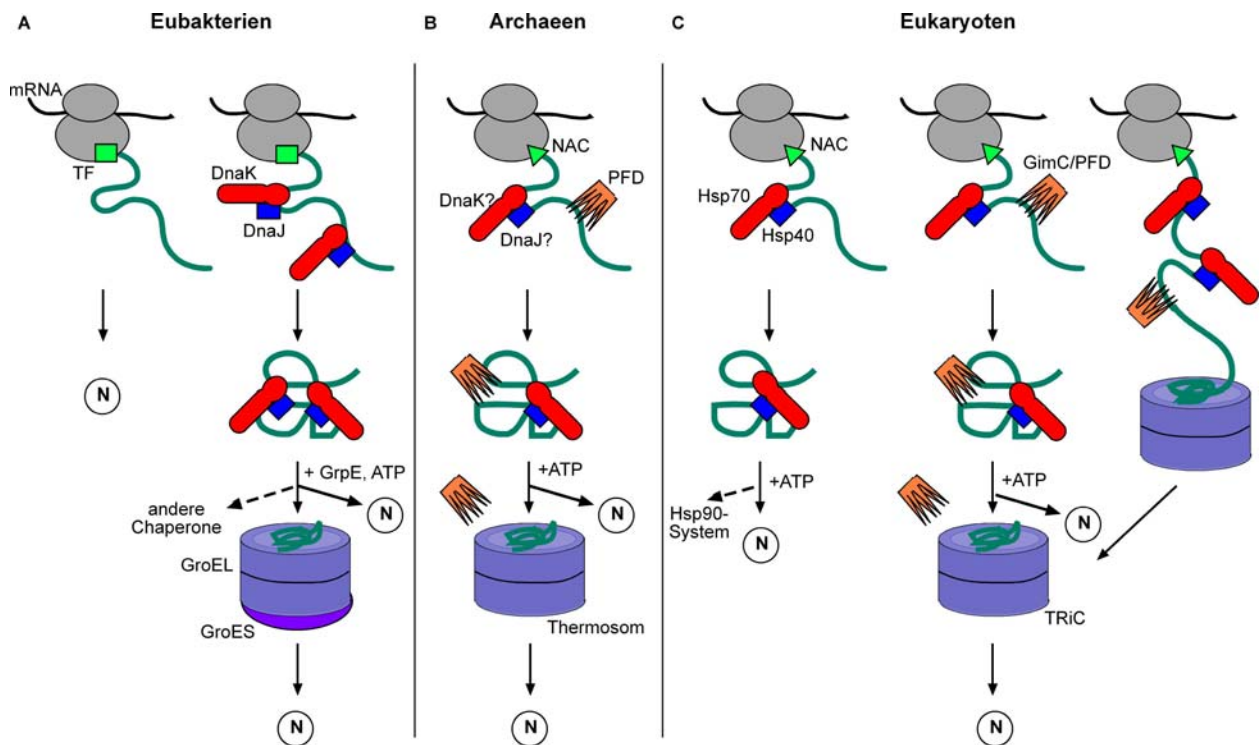 A Eubakterien
mRNA
TF
DnaK
DnaJ
N
+ GrpE, ATP
andere
Chaperone
N
GroEL
GroES
N
B Archaeen
NAC
PFD
DnaK?
DnaJ?
+ATP
N
Thermosom
N
C Eukaryoten
NAC
Hsp70
Hsp40
+ATP
Hsp90-
System
N
GimC/PFD
+ATP
N
TRiC
N